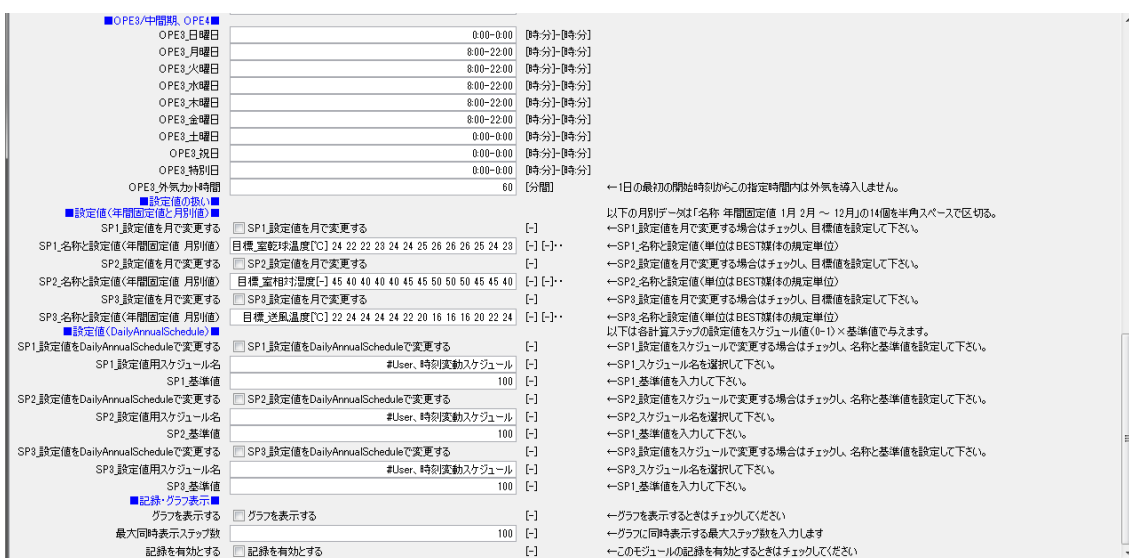 ■OPE3/中間期、OPE4■
OPE3_日曜日 0:00-0:00 [時:分]-[時:分]
OPE3_月曜日 8:00-22:00 [時:分]-[時:分]
OPE3_火曜日 8:00-22:00 [時:分]-[時:分]
OPE3_水曜日 8:00-22:00 [時:分]-[時:分]
OPE3_木曜日 8:00-22:00 [時:分]-[時:分]
OPE3_金曜日 8:00-22:00 [時:分]-[時:分]
OPE3_土曜日 0:00-0:00 [時:分]-[時:分]
OPE3_祝日 0:00-0:00 [時:分]-[時:分]
OPE3_特別日 0:00-0:00 [時:分]-[時:分]
OPE3_外気カット時間 60 [分間] ←1日の最初の開始時刻からこの指定時間内は外気を導入しません。
■設定値の扱い■
■設定値(年間固定値と月別値)■ 以下の月別データは「名称 年間固定値 1月 2月 ～ 12月」の14個を半角スペースで区切る。
SP1_設定値を月で変更する SP1_設定値を月で変更する [-] ←SP1_設定値を月で変更する場合はチェックし、目標値を設定して下さい。
SP1_名称と設定値(年間固定値 月別値) 目標_室乾球温度[℃] 24 22 22 23 24 24 25 26 26 26 25 24 23 [-] [-]・・ ←SP1_名称と設定値(単位はBEST媒体の規定単位)
SP2_設定値を月で変更する SP2_設定値を月で変更する [-] ←SP2_設定値を月で変更する場合はチェックし、目標値を設定して下さい。
SP2_名称と設定値(年間固定値 月別値) 目標_室相対湿度[-] 45 40 40 40 40 45 45 50 50 50 45 45 40 [-] [-]・・ ←SP2_名称と設定値(単位はBEST媒体の規定単位)
SP3_設定値を月で変更する SP3_設定値を月で変更する [-] ←SP3_設定値を月で変更する場合はチェックし、目標値を設定して下さい。
SP3_名称と設定値(年間固定値 月別値) 目標_送風温度[℃] 22 24 24 24 22 22 20 16 16 16 20 22 24 [-] [-]・・ ←SP3_名称と設定値(単位はBEST媒体の規定単位)
■設定値(DailyAnnualSchedule)■ 以下は各計算ステップの設定値をスケジュール値(0-1)×基準値で与えます。
SP1_設定値をDailyAnnualScheduleで変更する SP1_設定値をDailyAnnualScheduleで変更する [-] ←SP1_設定値をスケジュールで変更する場合はチェックし、名称と基準値を設定して下さい。
SP1_設定値用スケジュール名 #User、時刻変動スケジュール [-] ←SP1_スケジュール名を選択して下さい。
SP1_基準値 100 [-] ←SP1_基準値を入力して下さい。
SP2_設定値をDailyAnnualScheduleで変更する SP2_設定値をDailyAnnualScheduleで変更する [-] ←SP2_設定値をスケジュールで変更する場合はチェックし、名称と基準値を設定して下さい。
SP2_設定値用スケジュール名 #User、時刻変動スケジュール [-] ←SP2_スケジュール名を選択して下さい。
SP2_基準値 100 [-] ←SP1_基準値を入力して下さい。
SP3_設定値をDailyAnnualScheduleで変更する SP3_設定値をDailyAnnualScheduleで変更する [-] ←SP3_設定値をスケジュールで変更する場合はチェックし、名称と基準値を設定して下さい。
SP3_設定値用スケジュール名 #User、時刻変動スケジュール [-] ←SP3_スケジュール名を選択して下さい。
SP3_基準値 100 [-] ←SP1_基準値を入力して下さい。
■記録・グラフ表示■
グラフを表示する グラフを表示する [-] ←グラフを表示するときはチェックしてください
最大同時表示ステップ数 100 [-] ←グラフに同時表示する最大ステップ数を入力します
記録を有効とする 記録を有効とする [-] ←このモジュールの記録を有効とするときはチェックしてください